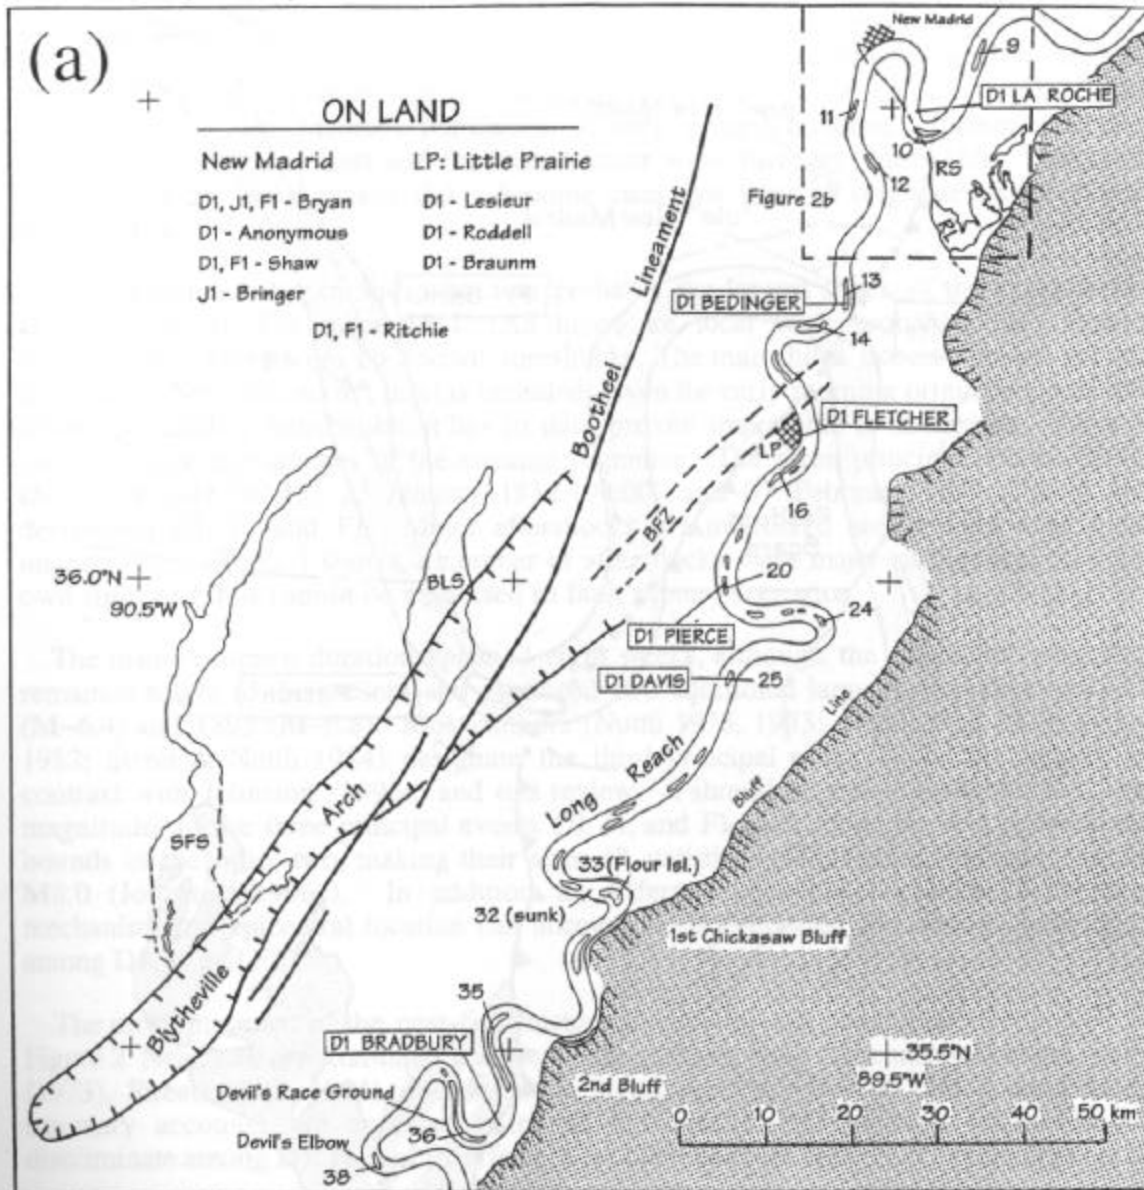 (a)
ON LAND
New Madrid LP: Little Prairie
D1, J1, F1 - Bryan D1 - Lesieur
D1 - Anonymous D1 - Roddell
D1, F1 - Shaw D1 - Braunm
J1 - Bringer
D1, F1 - Ritchie
New Madrid
9
D1 LA ROCHE
11
10
RS
12
Figure 2b
RL
13
D1 BEDINGER
14
Bootheel Lineament
D1 FLETCHER
LP
16
BFZ
36.0°N
90.5°W
BLS
20
24
D1 PIERCE
D1 DAVIS
25
Bluff Line
Long Reach
Blytheville Arch
SFS
33 (Flour Isl.)
32 (sunk)
1st Chickasaw Bluff
35
D1 BRADBURY
35.5°N
89.5°W
2nd Bluff
Devil's Race Ground
36
Devil's Elbow
38
0 10 20 30 40 50 km